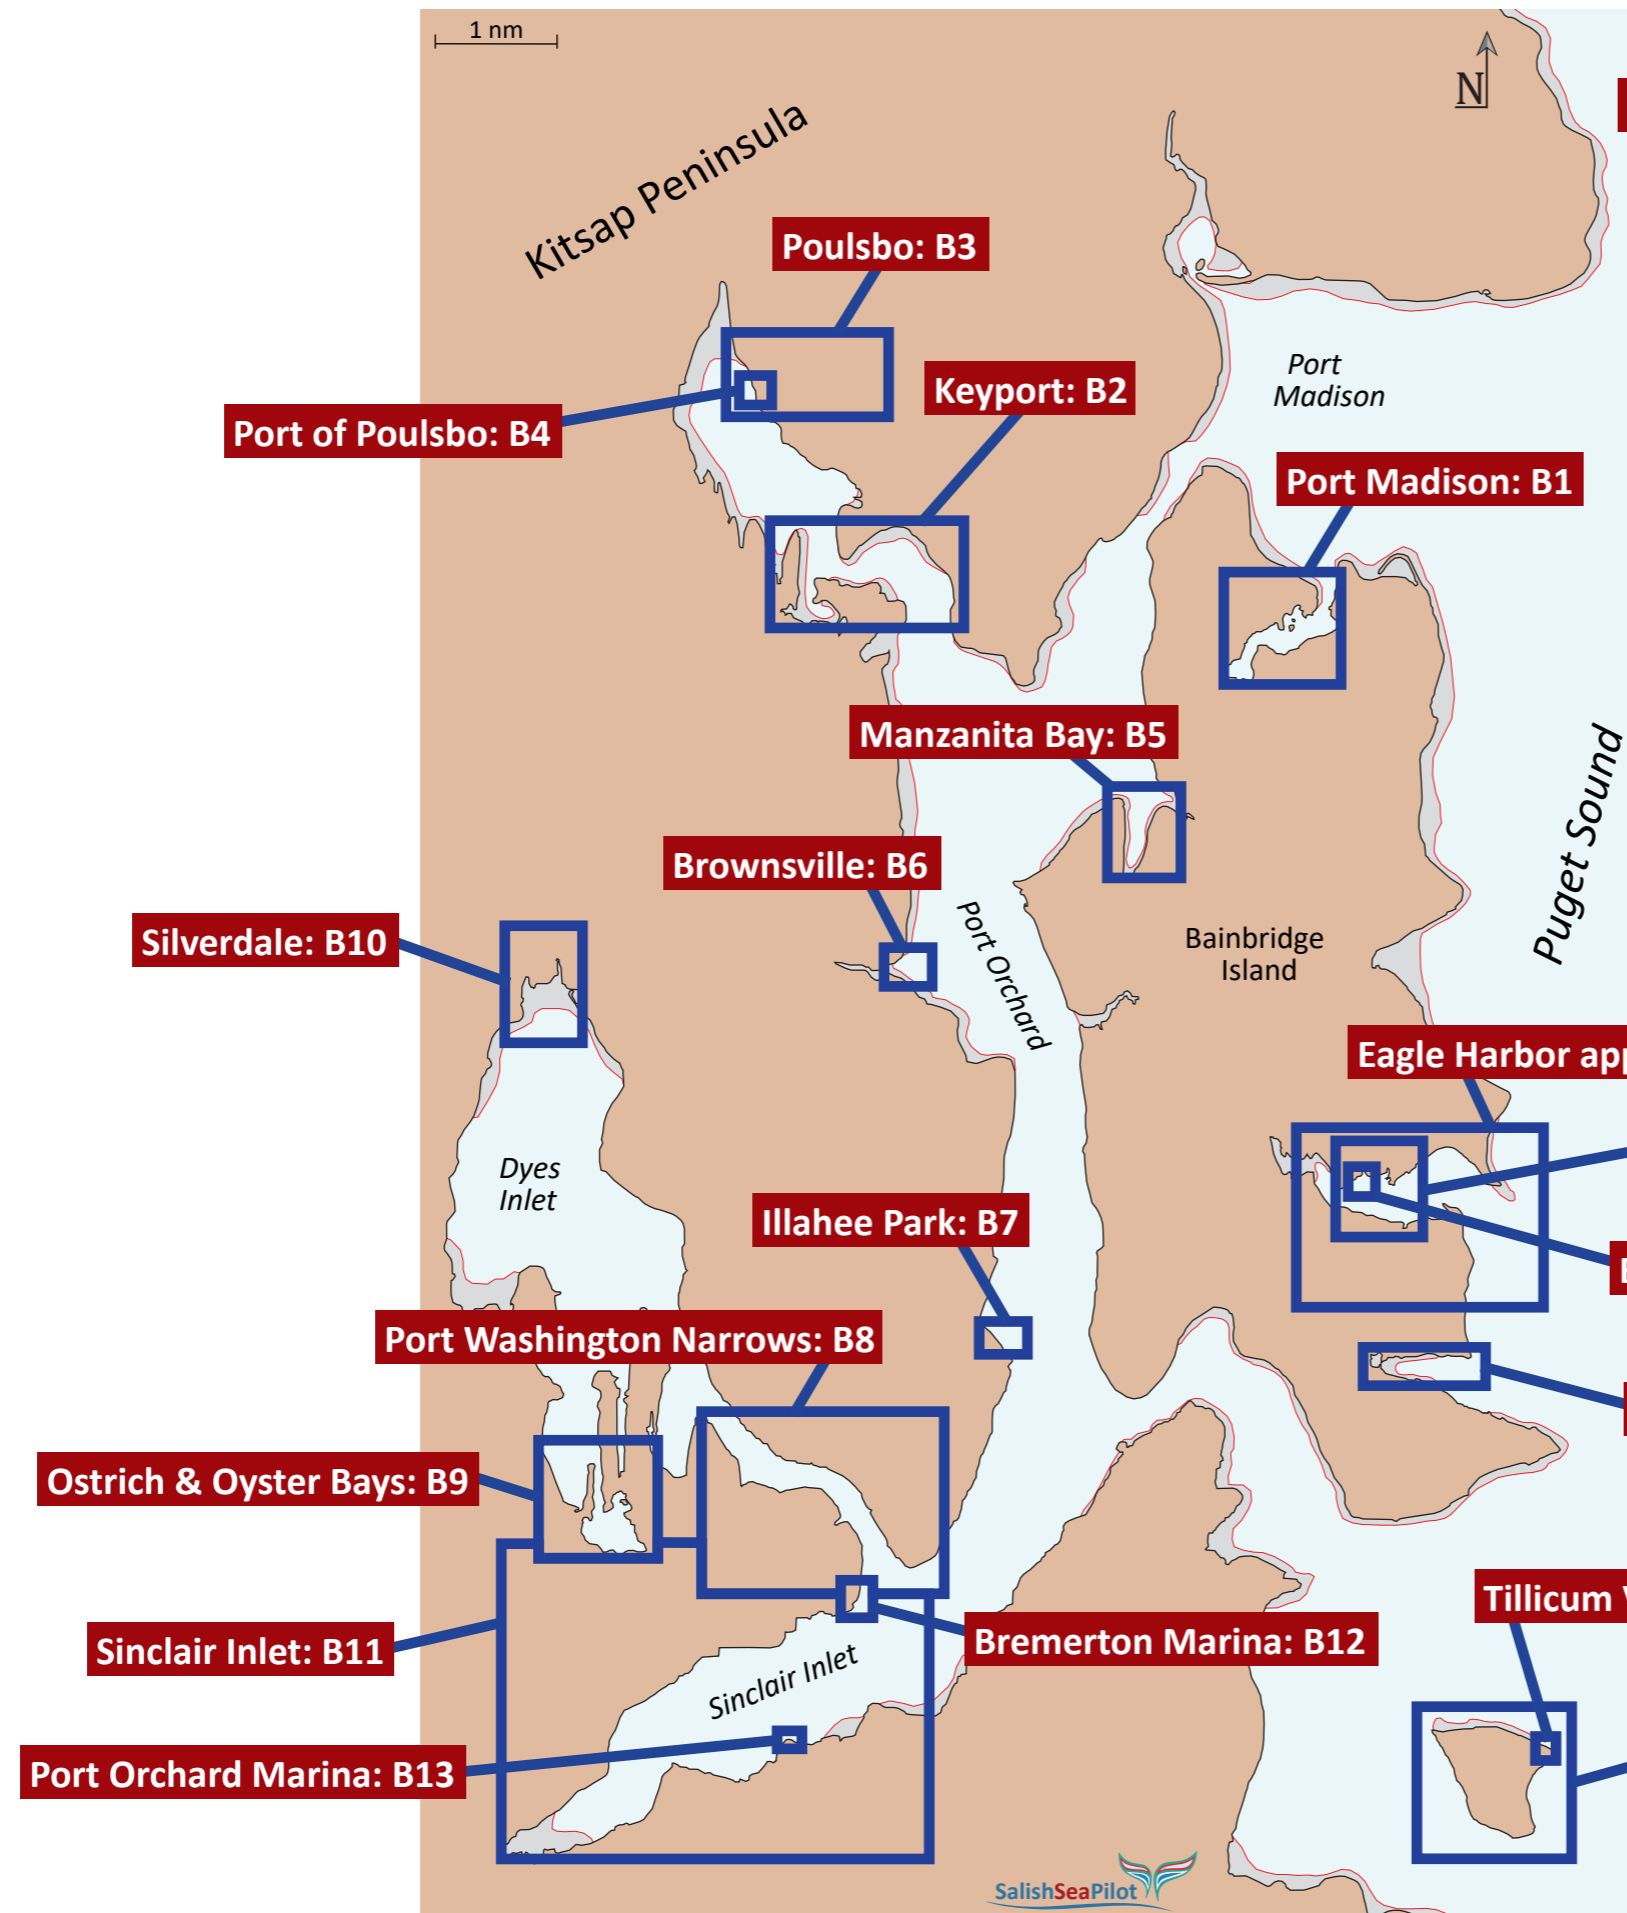 1 nm
N
Kitsap Peninsula
Poulsbo: B3
Port
Madison
Keyport: B2
Port of Poulsbo: B4
Port Madison: B1
Manzanita Bay: B5
Puget Sound
Brownsville: B6
Port Orchard
Bainbridge
Island
Silverdale: B10
Eagle Harbor app
Dyes
Inlet
Illahee Park: B7
Port Washington Narrows: B8
Ostrich & Oyster Bays: B9
Tillicum
Sinclair Inlet: B11
Bremerton Marina: B12
Sinclair Inlet
Port Orchard Marina: B13
SalishSeaPilot